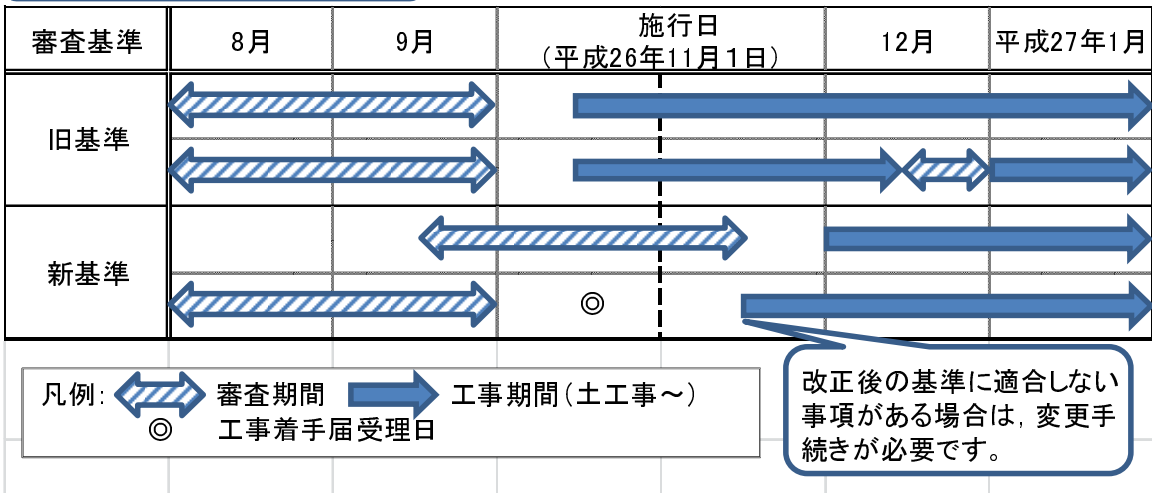 審査基準
8月
9月
施行日
(平成26年11月1日)
12月
平成27年1月
旧基準
新基準
◎
凡例:
審査期間
工事期間(土工事~)
◎
工事着手届受理日
改正後の基準に適合しない
事項がある場合は,変更手
続きが必要です。